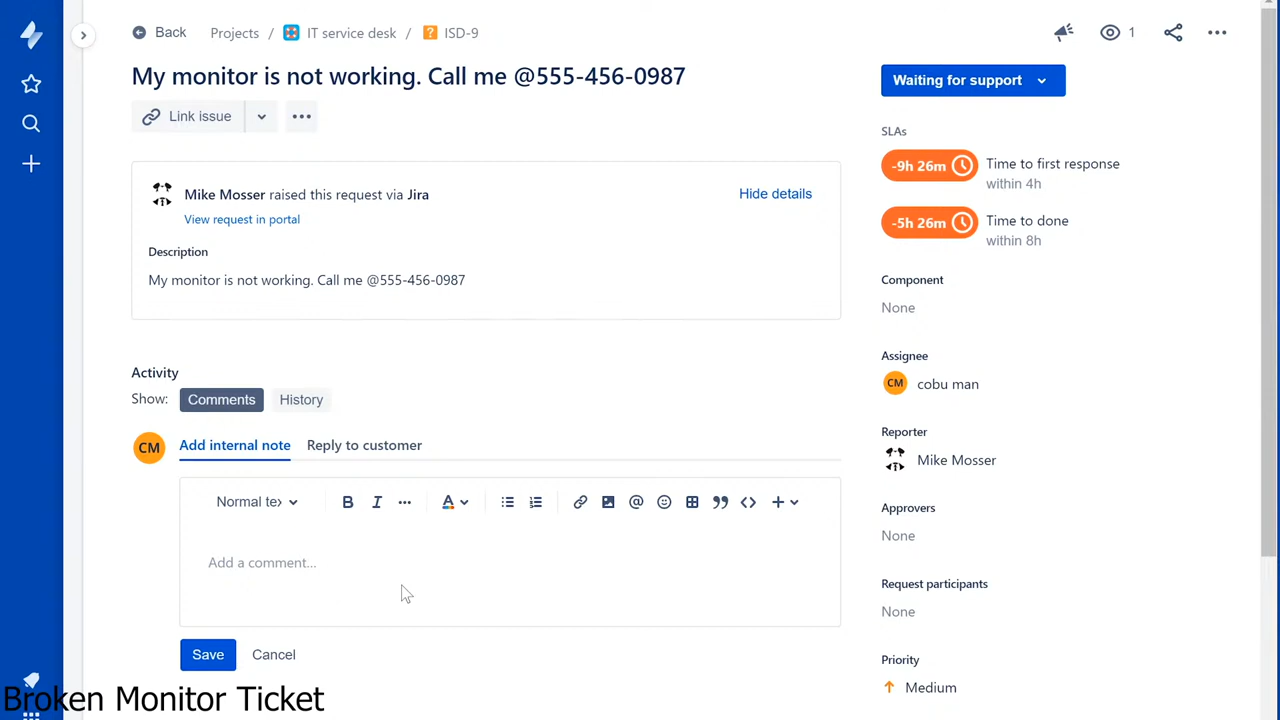 Back Projects / IT service desk / ISD-9 1
My monitor is not working. Call me @555-456-0987
Link issue
Waiting for support
SLAs
-9h 26m Time to first response
within 4h
-5h 26m Time to done
within 8h
Mike Mosser raised this request via Jira Hide details
View request in portal
Description
My monitor is not working. Call me @555-456-0987
Component
None
Assignee
CM cobu man
Reporter
Mike Mosser
Approvers
None
Request participants
None
Priority
Medium
Activity
Show: Comments History
CM Add internal note Reply to customer
Normal tex B I A
Add a comment...
Save Cancel
Broken Monitor Ticket